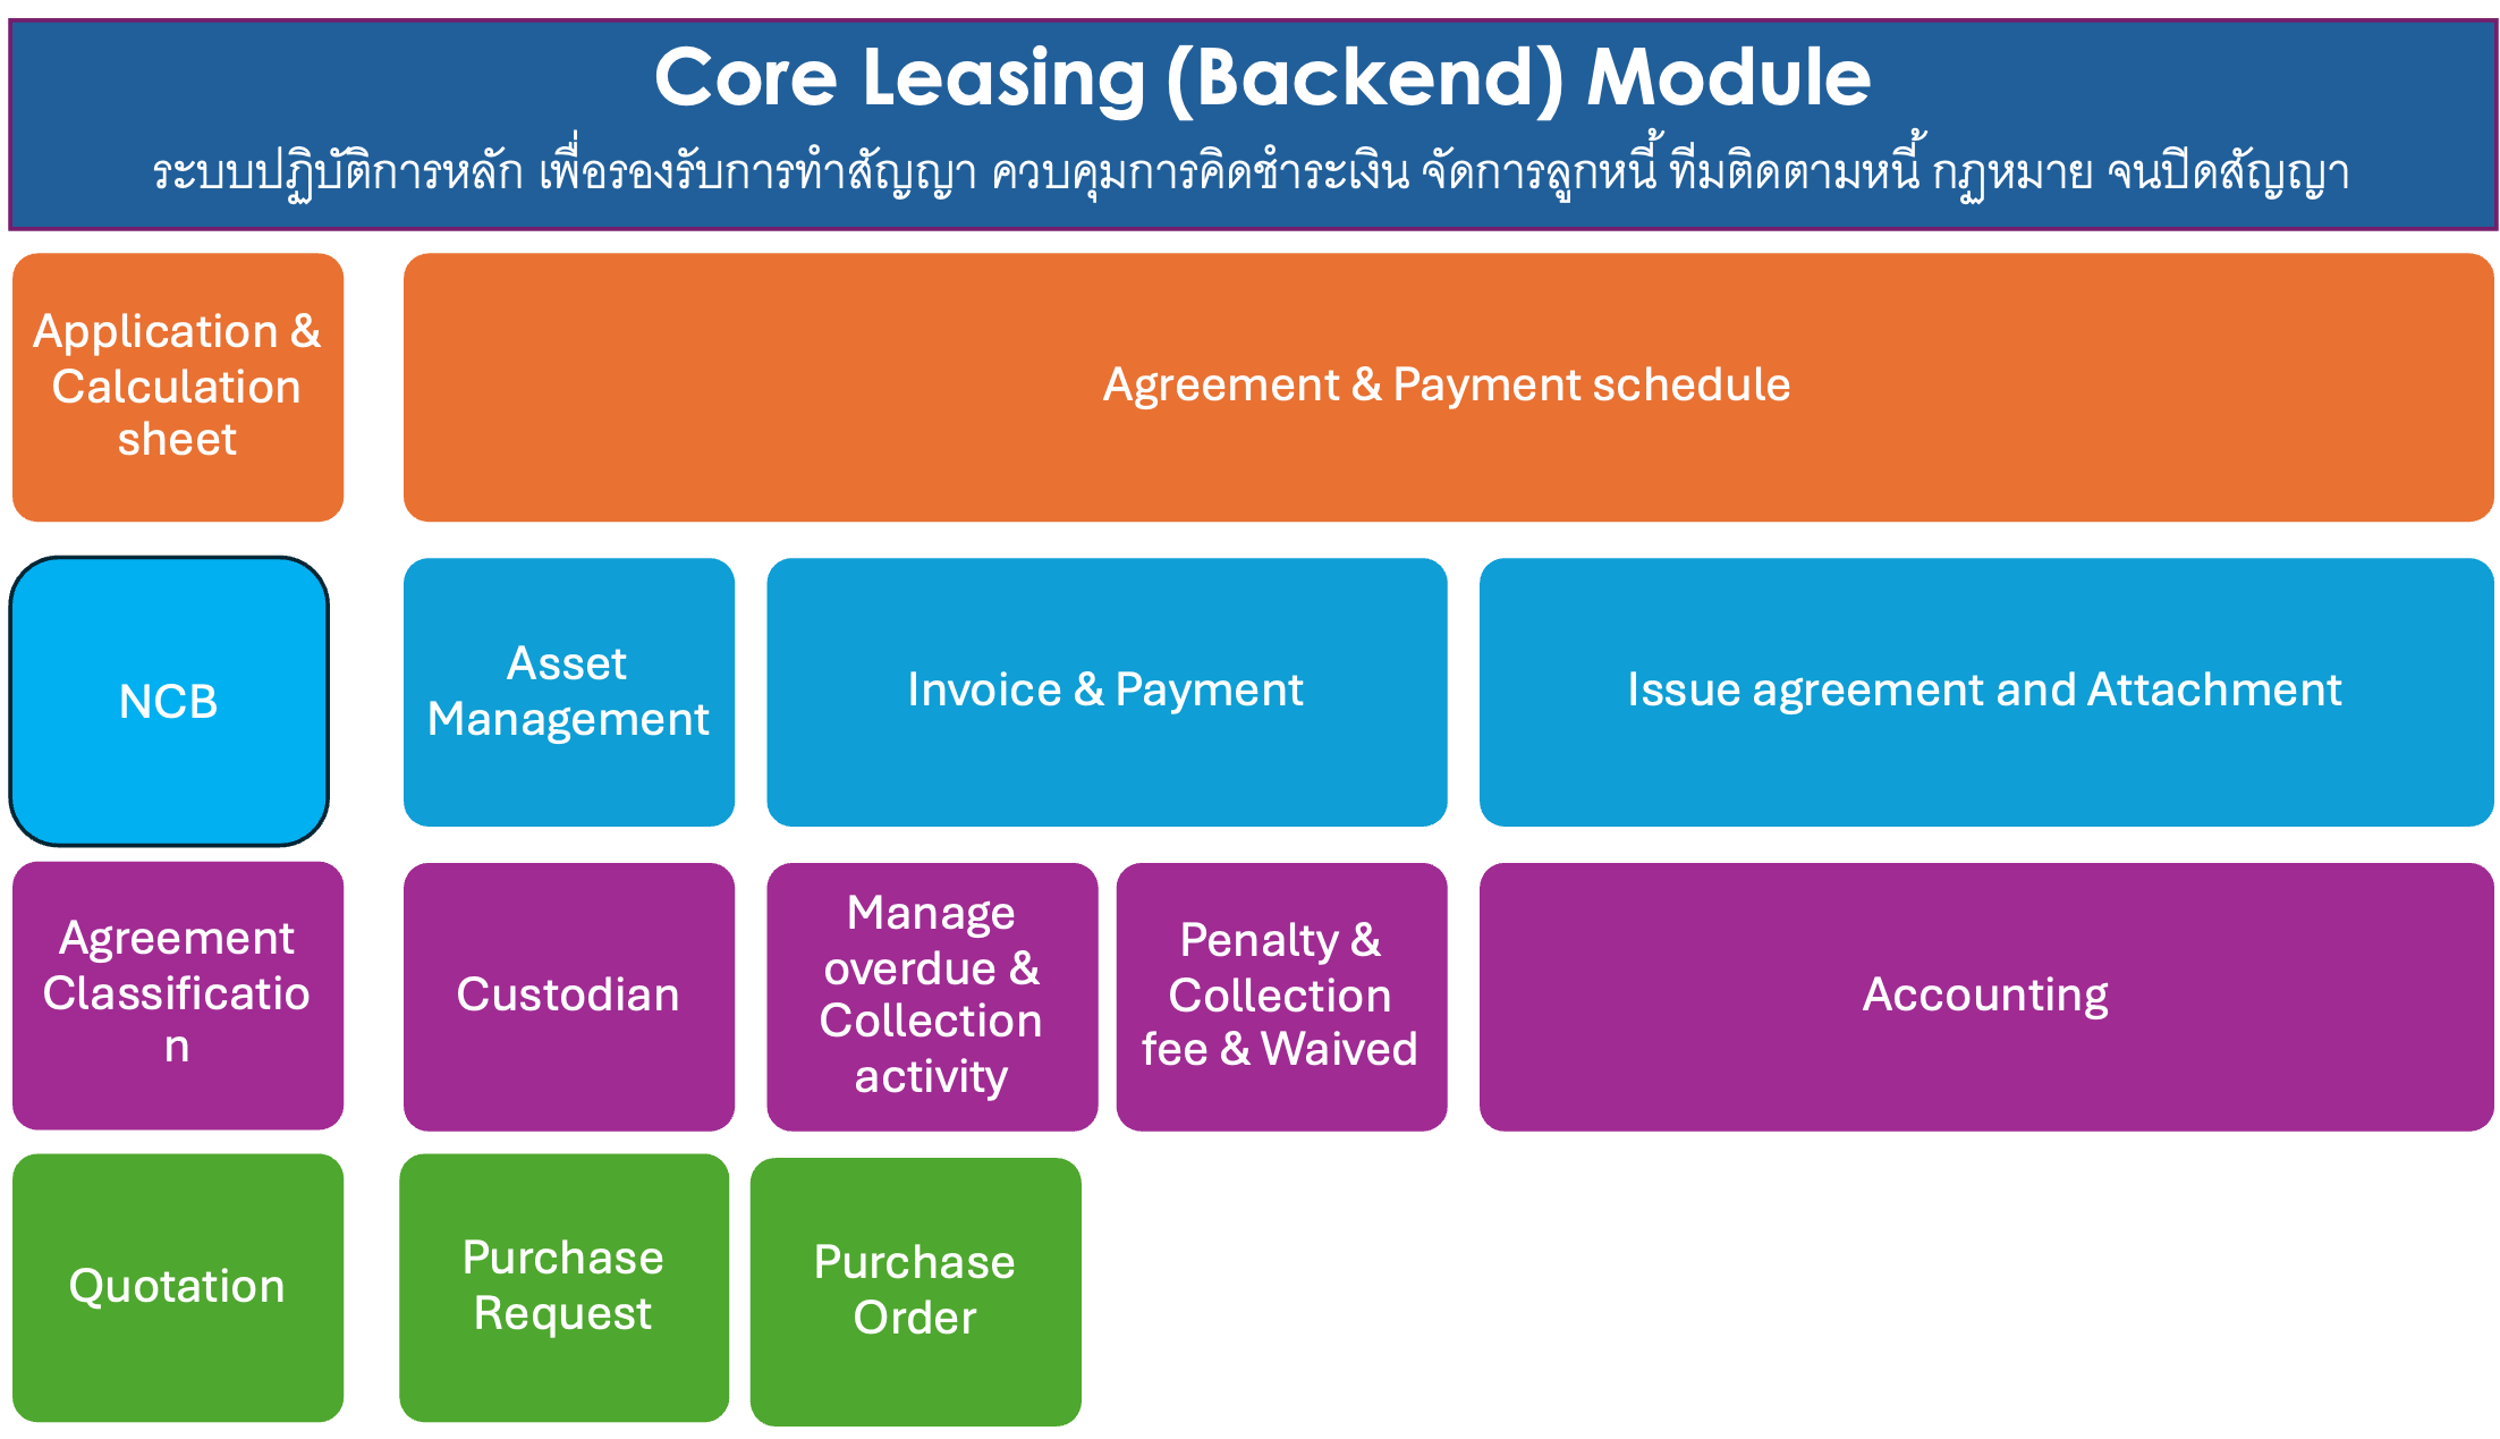 Core Leasing (Backend) Module
ระบบปฏิบัติการหลัก เพื่อรองรับการทำสัญญา ควบคุมการคิดชำระเงิน จัดการลูกหนี้ ทีมติดตามหนี้ กฎหมาย จนปิดสัญญา
Application &
Calculation
sheet
Agreement & Payment schedule
NCB
Asset
Management
Invoice & Payment
Issue agreement and Attachment
Agreement
Classificatio
n
Custodian
Manage
overdue &
Collection
activity
Penalty &
Collection
fee & Waived
Accounting
Quotation
Purchase
Request
Purchase
Order